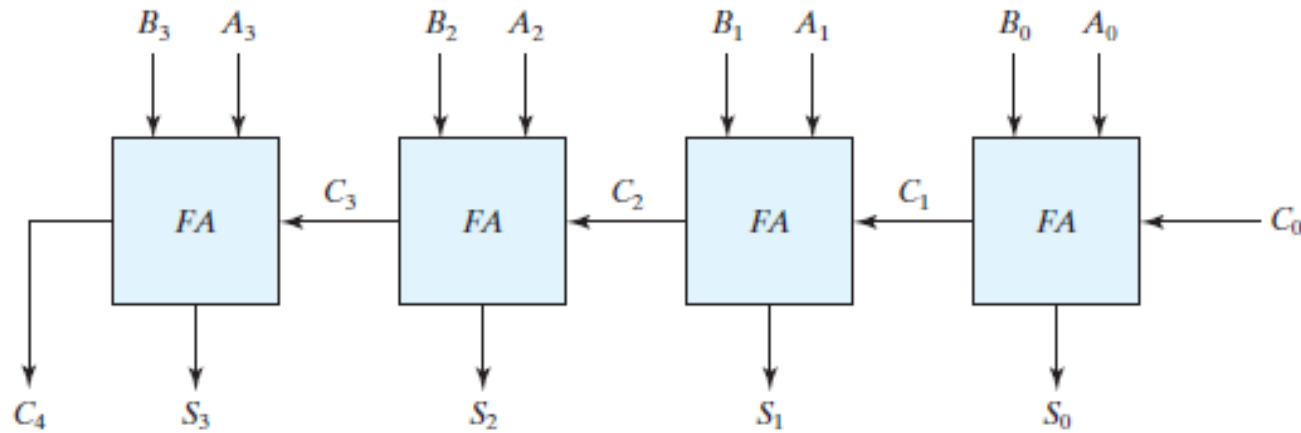 B₃ A₃ B₂ A₂ B₁ A₁ B₀ A₀
C₃ C₂ C₁
FA FA FA FA C₀
C₄ S₃ S₂ S₁ S₀